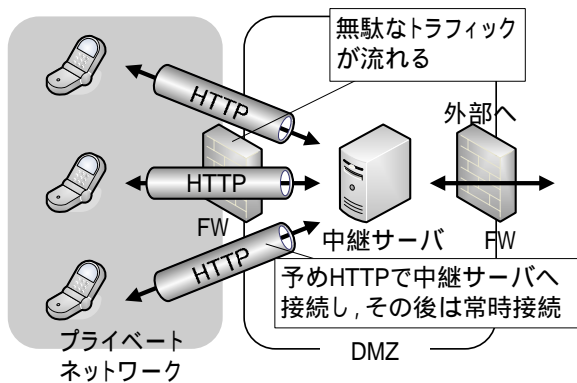 無駄なトラフィック
が流れる
HTTP
外部へ
HTTP
FW
中継サーバ
FW
HTTP
予めHTTPで中継サーバへ
接続し,その後は常時接続
プライベート
ネットワーク
DMZ